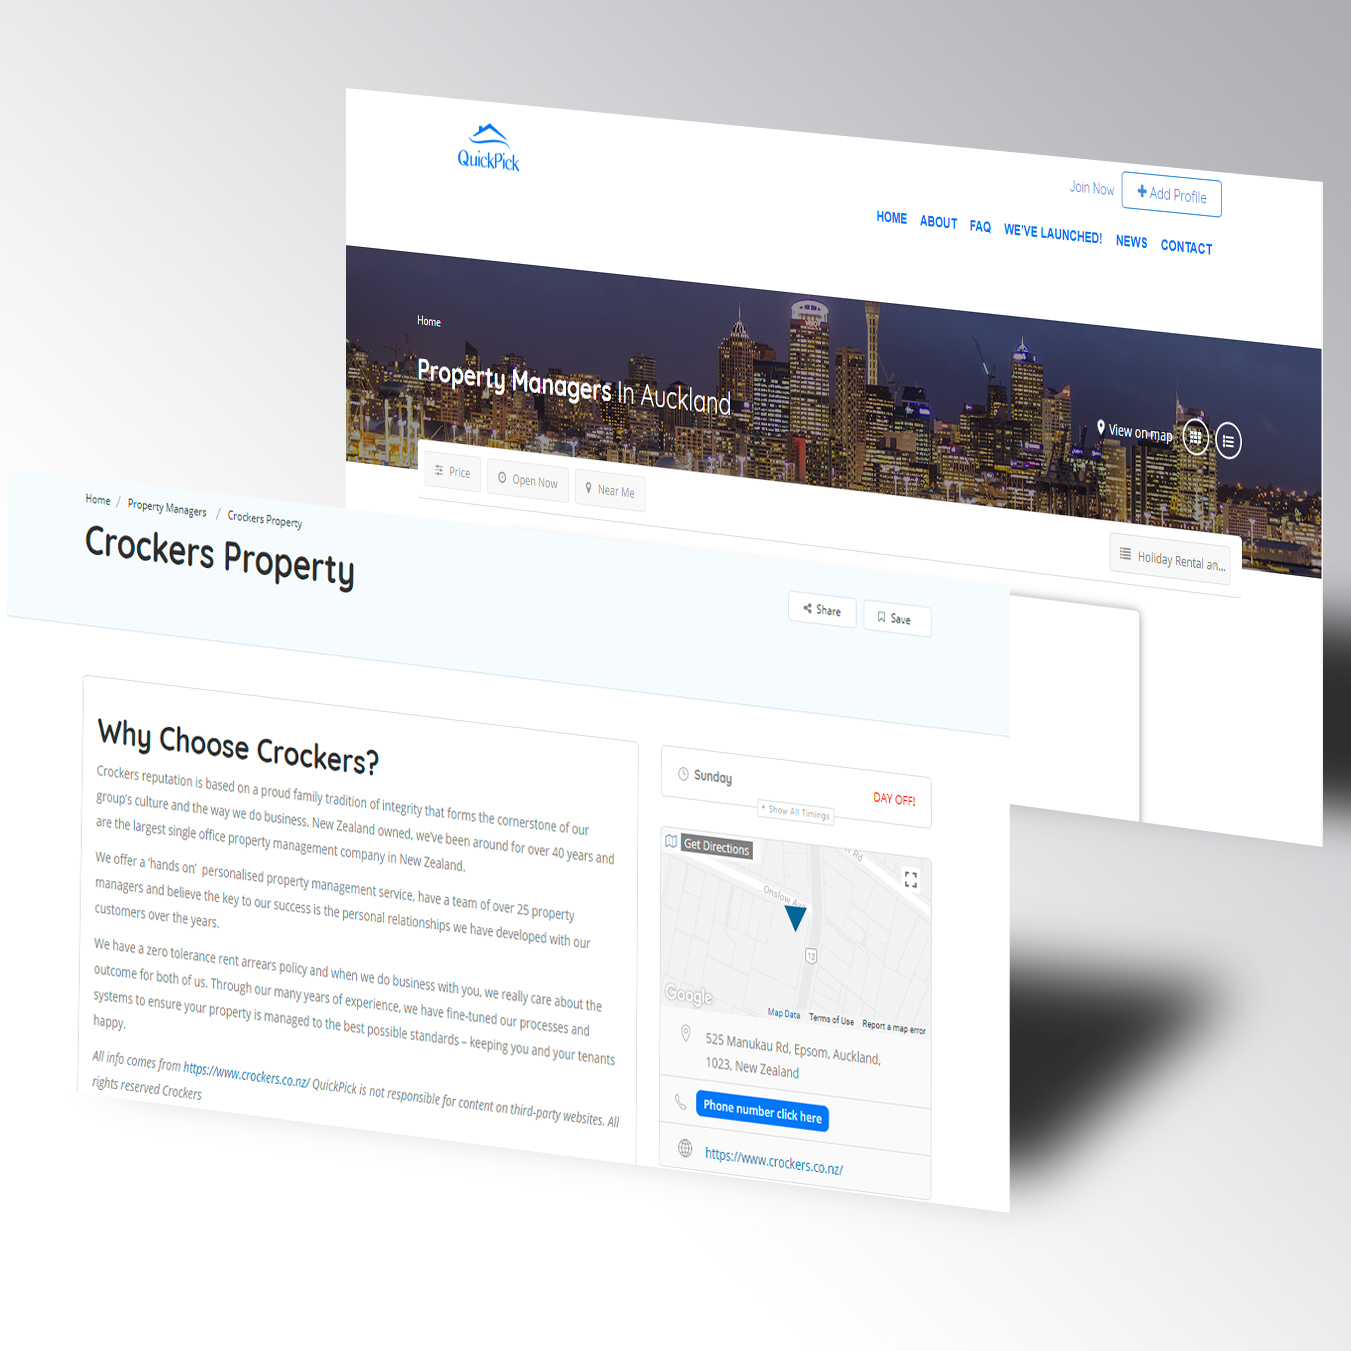 QuickPick
Join Now
Add Profile
HOME ABOUT FAQ WE'VE LAUNCHED! NEWS CONTACT
Home
Property Managers In Auckland
View on map
Price
Open Now
Near Me
Holiday Rental an...
Home / Property Managers / Crockers Property
Crockers Property
Share
Save
Why Choose Crockers?
Crockers reputation is based on a proud family tradition of integrity that forms the cornerstone of our
group's culture and the way we do business. New Zealand owned, we've been around for over 40 years and
are the largest single office property management company in New Zealand.
We offer a 'hands on' personalised property management service, have a team of over 25 property
managers and believe the key to our success is the personal relationships we have developed with our
customers over the years.
We have a zero tolerance rent arrears policy and when we do business with you, we really care about the
outcome for both of us. Through our many years of experience, we have fine-tuned our processes and
systems to ensure your property is managed to the best possible standards – keeping you and your tenants
happy.
All info comes from https://www.crockers.co.nz/ QuickPick is not responsible for content on third-party websites. All
rights reserved Crockers
Sunday
DAY OFF!
Show All Timings
Get Directions
Rd
Onslow Ave
12
Google
Map Data Terms of Use Report a map error
525 Manukau Rd, Epsom, Auckland,
1023, New Zealand
Phone number click here
https://www.crockers.co.nz/